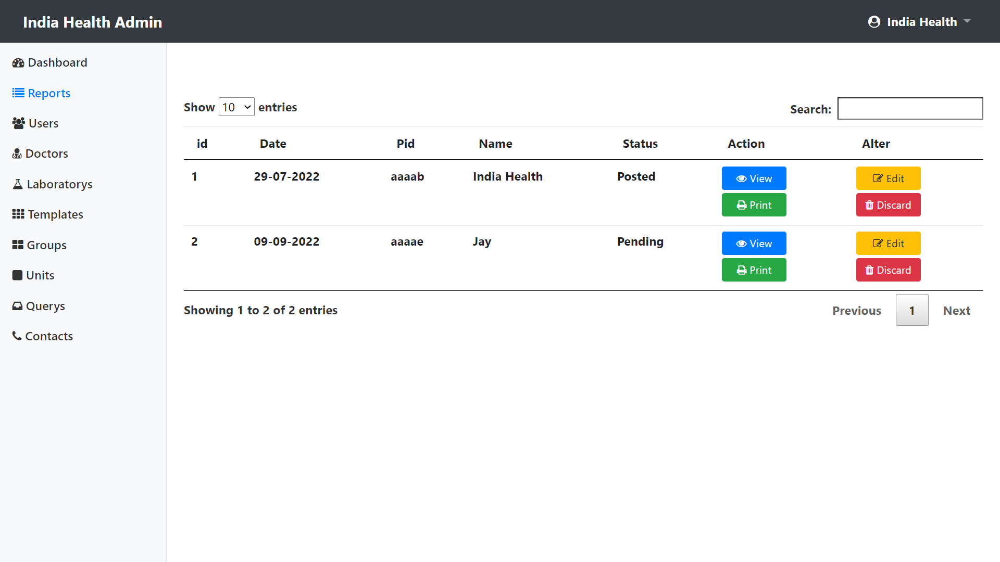 India Health Admin
India Health
Dashboard
Reports
Users
Doctors
Laboratorys
Templates
Groups
Units
Querys
Contacts
Show 10 entries
Search:
id Date Pid Name Status Action Alter
1 29-07-2022 aaaab India Health Posted View Edit
Print Discard
2 09-09-2022 aaaae Jay Pending View Edit
Print Discard
Showing 1 to 2 of 2 entries
Previous 1 Next